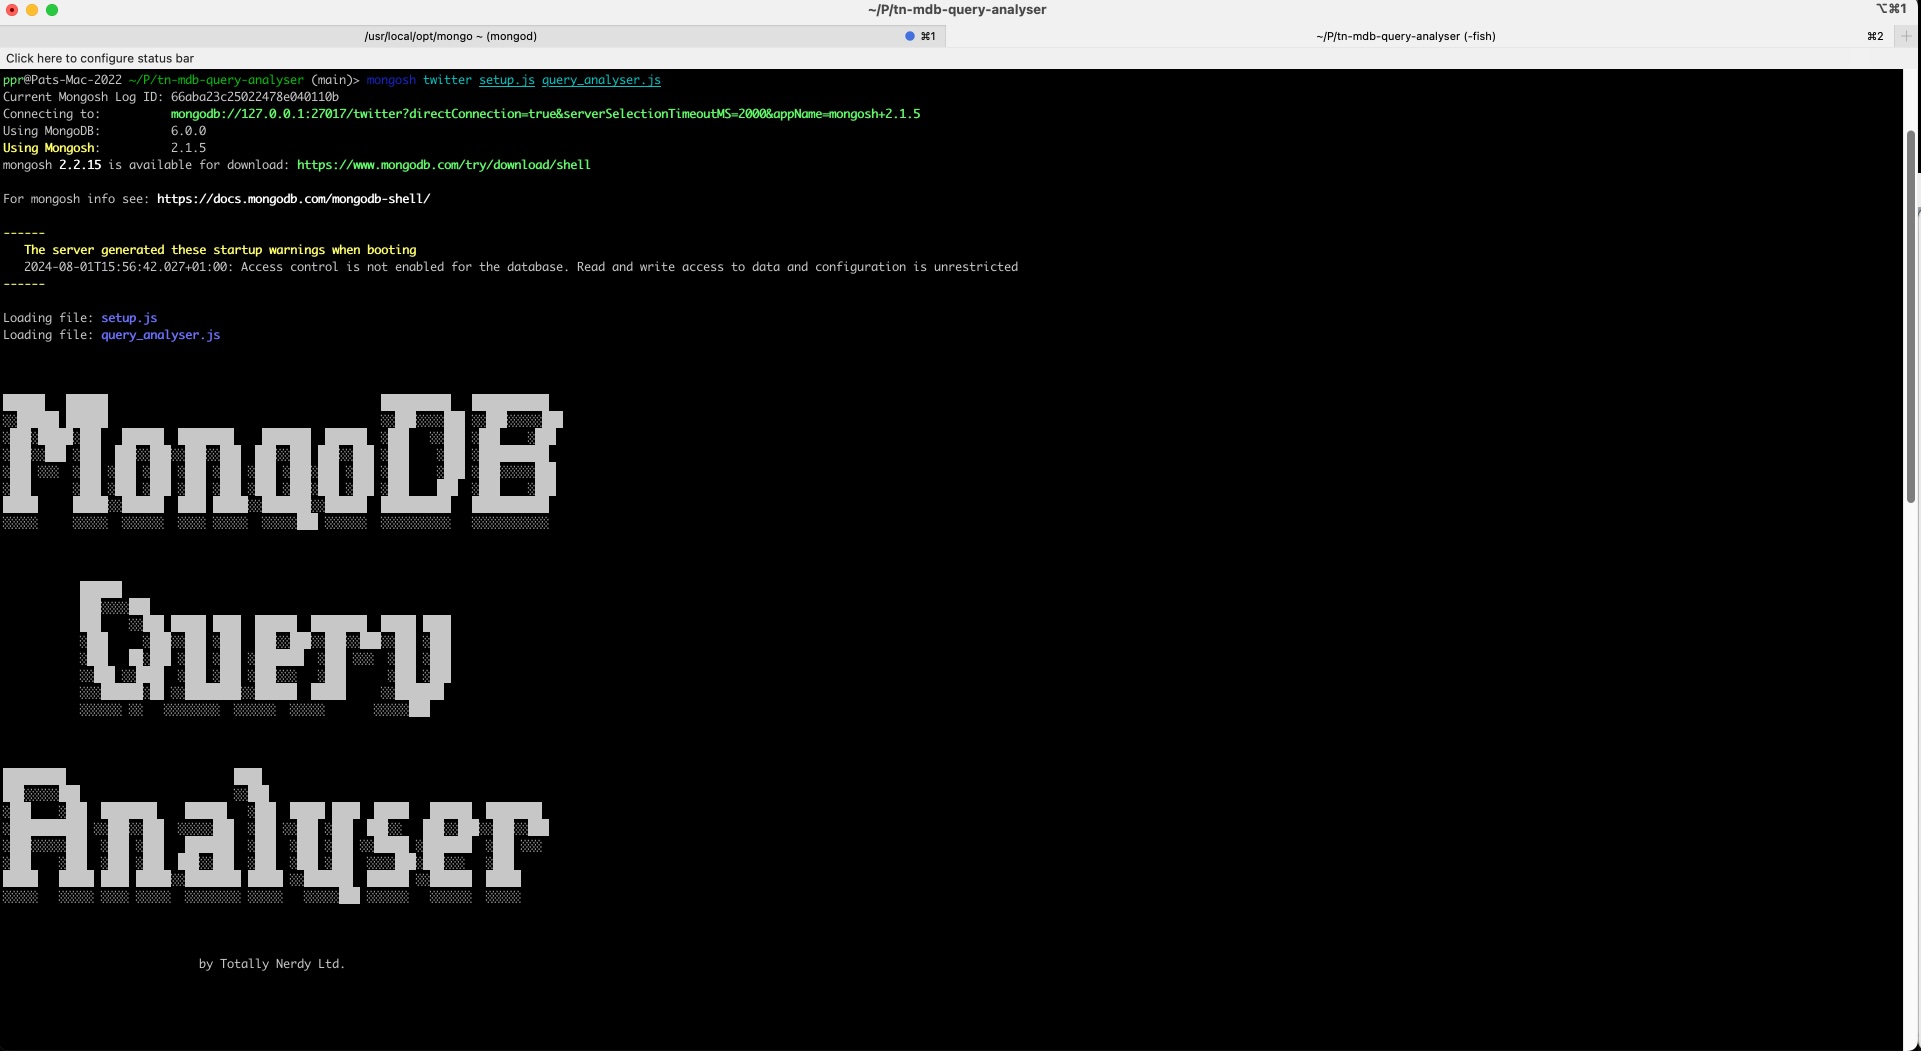 ~/P/tn-mdb-query-analyser
⌥⌘1
/usr/local/opt/mongo ~ (mongod)
⌘1
~/P/tn-mdb-query-analyser (-fish)
⌘2
Click here to configure status bar
ppr@Pats-Mac-2022 ~/P/tn-mdb-query-analyser (main)> mongosh twitter setup.js query_analyser.js
Current Mongosh Log ID: 66aba23c25022478e040110b
Connecting to: mongodb://127.0.0.1:27017/twitter?directConnection=true&serverSelectionTimeoutMS=2000&appName=mongosh+2.1.5
Using MongoDB: 6.0.0
Using Mongosh: 2.1.5
mongosh 2.2.15 is available for download: https://www.mongodb.com/try/download/shell
For mongosh info see: https://docs.mongodb.com/mongodb-shell/
------
The server generated these startup warnings when booting
2024-08-01T15:56:42.027+01:00: Access control is not enabled for the database. Read and write access to data and configuration is unrestricted
------
Loading file: setup.js
Loading file: query_analyser.js
MongoDB
Query
Analyser
by Totally Nerdy Ltd.